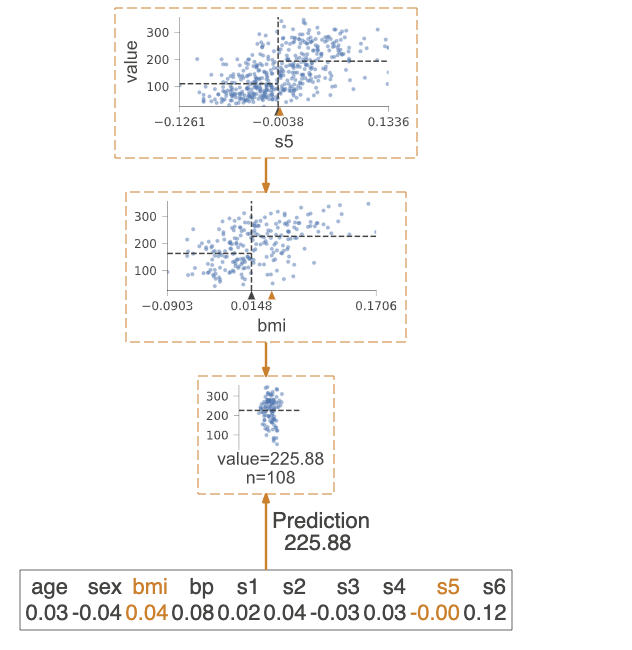 value
300
200
100
−0.1261 −0.0038 0.1336
s5
300
200
100
−0.0903 0.0148 0.1706
bmi
300
200
100
value=225.88
n=108
Prediction
225.88
age sex bmi bp s1 s2 s3 s4 s5 s6
0.03 -0.04 0.04 0.08 0.02 0.04 -0.03 0.03 -0.00 0.12